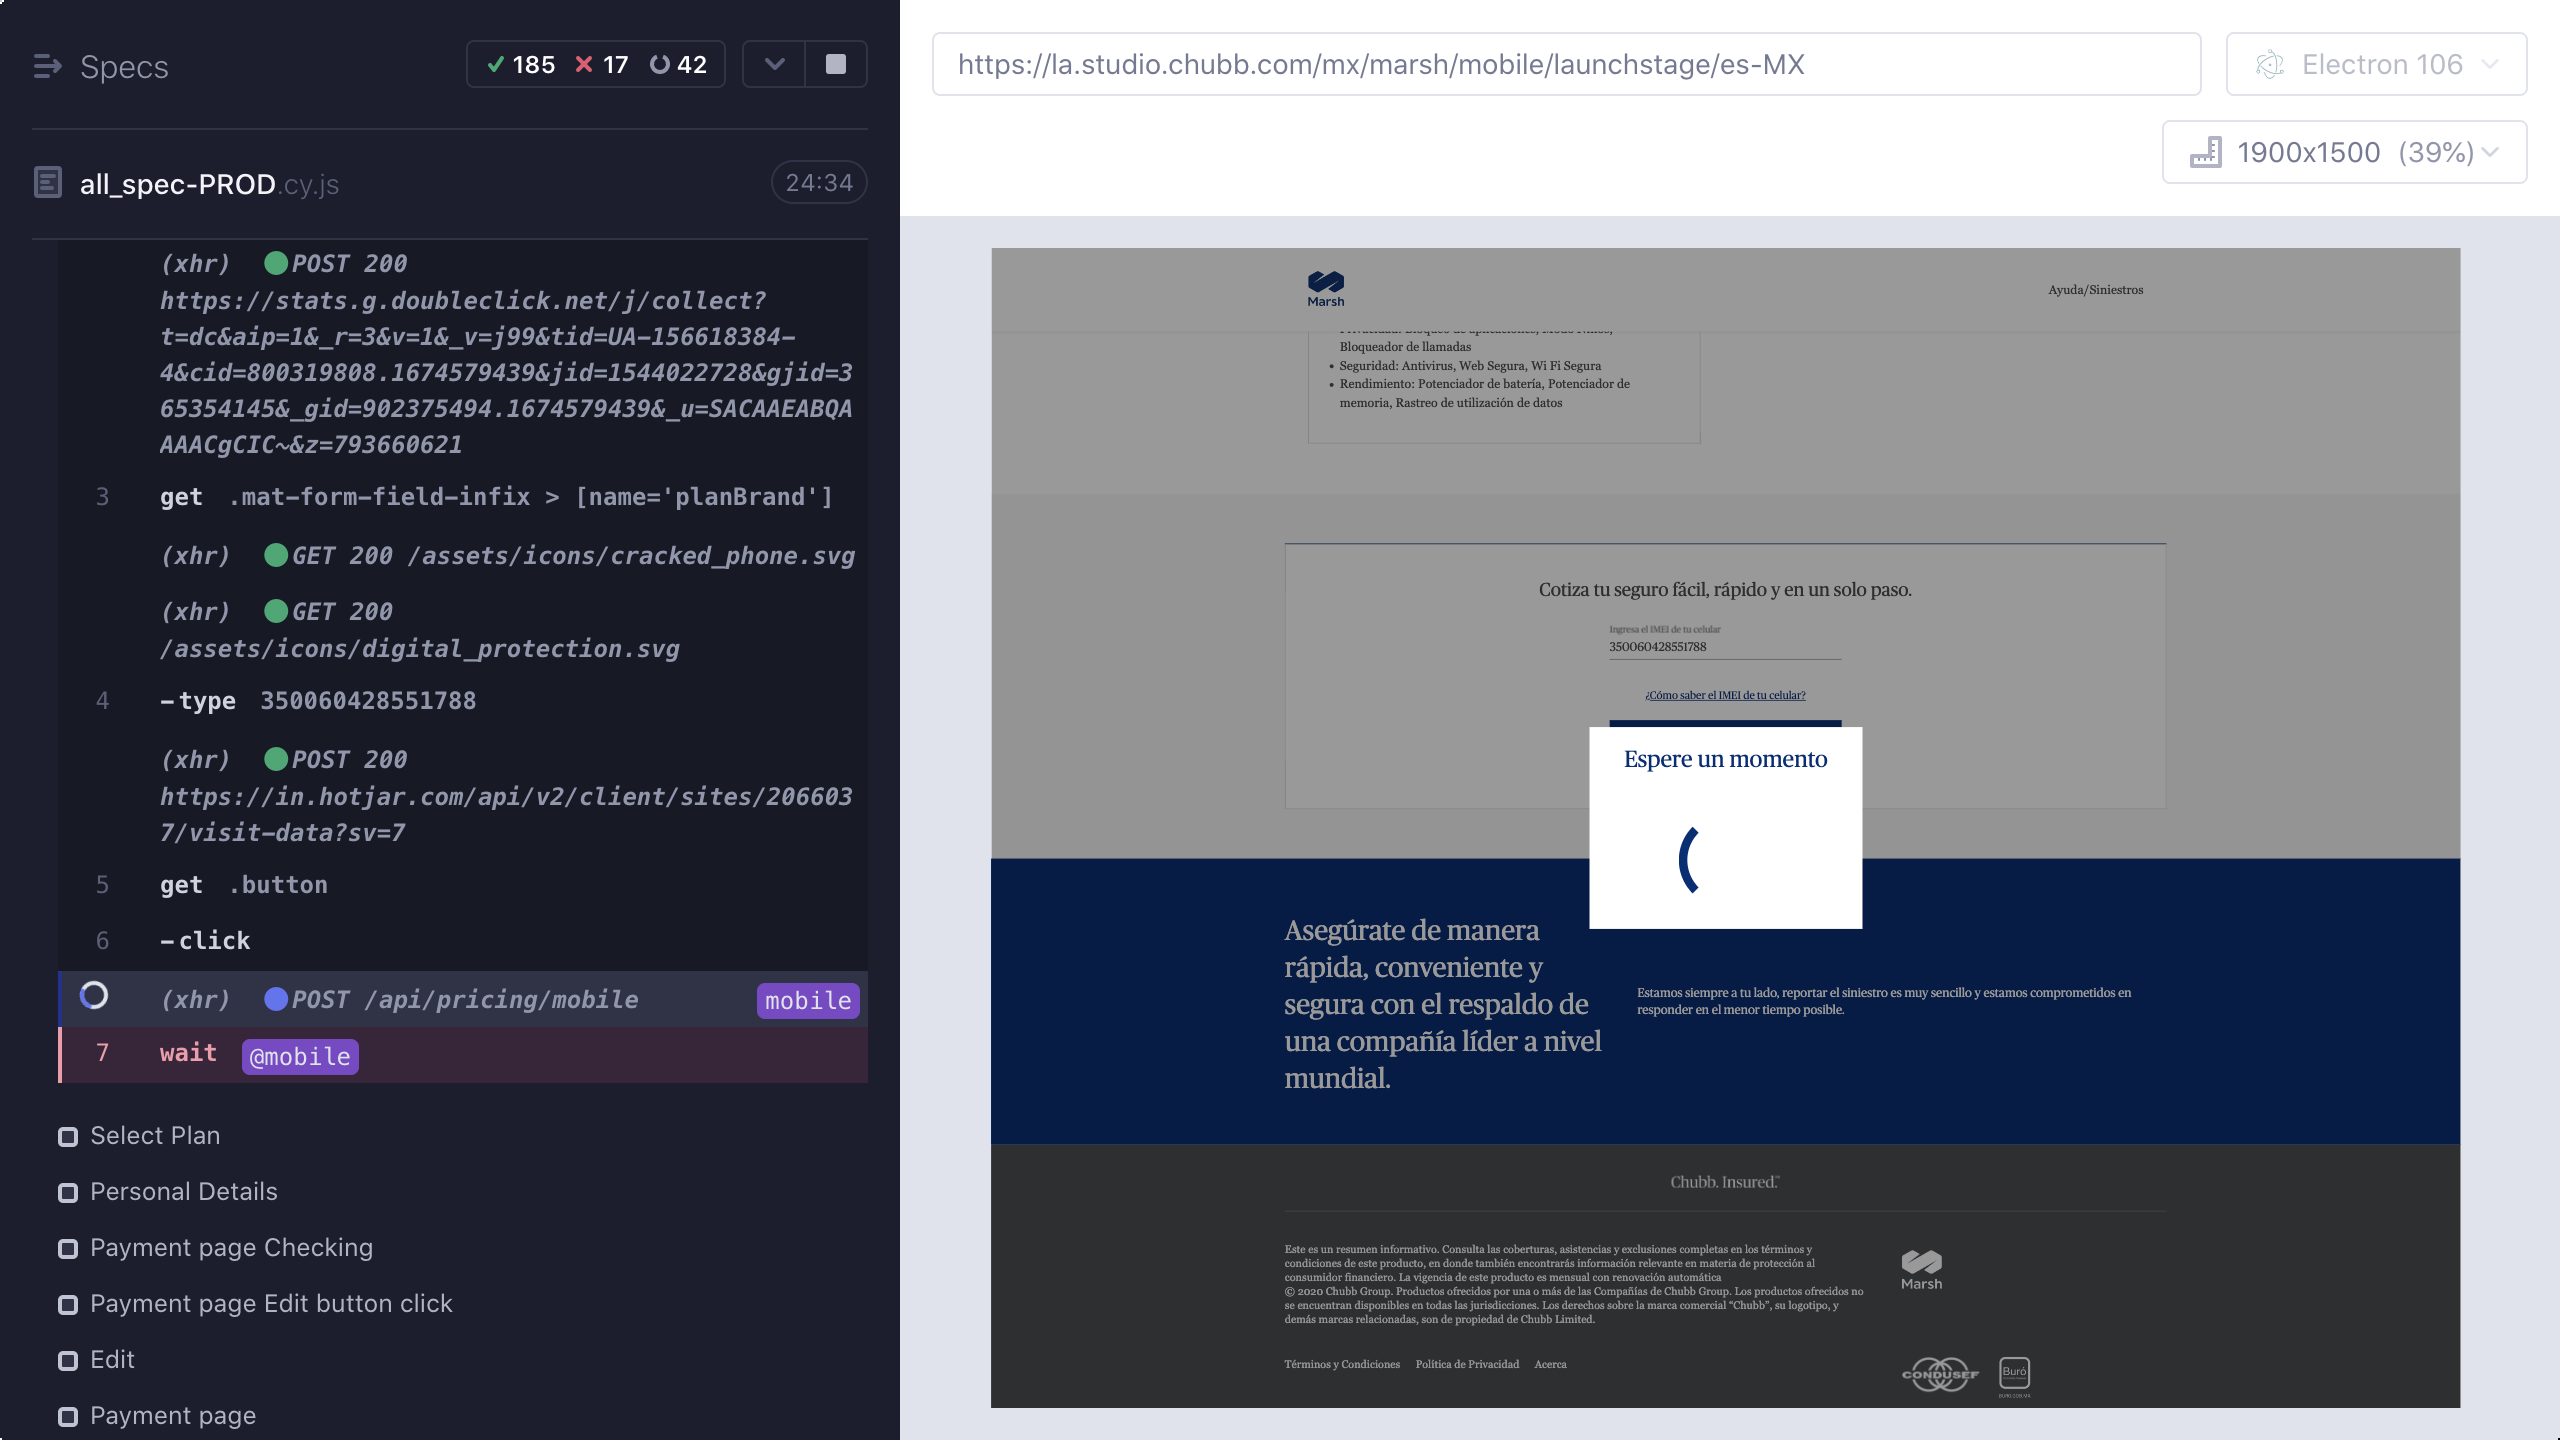 Specs
185 17 42
all_spec-PROD.cy.js
24:34
(xhr) POST 200
https://stats.g.doubleclick.net/j/collect?
t=dc&aip=1&_r=3&v=1&_v=j99&tid=UA-156618384-
4&cid=800319808.1674579439&jid=1544022728&gjid=3
65354145&_gid=902375494.1674579439&_u=SACAAEABQA
AAACgCIC~&z=793660621
3 get .mat-form-field-infix > [name='planBrand']
(xhr) GET 200 /assets/icons/cracked_phone.svg
(xhr) GET 200
/assets/icons/digital_protection.svg
4 -type 350060428551788
(xhr) POST 200
https://in.hotjar.com/api/v2/client/sites/206603
7/visit-data?sv=7
5 get .button
6 -click
(xhr) POST /api/pricing/mobile mobile
7 wait @mobile
Select Plan
Personal Details
Payment page Checking
Payment page Edit button click
Edit
Payment page
https://la.studio.chubb.com/mx/marsh/mobile/launchstage/es-MX
Electron 106
1900x1500 (39%)
Marsh
Ayuda/Siniestros
Privacidad: Bloqueo de aplicaciones, Modo Niños,
Bloqueador de llamadas
• Seguridad: Antivirus, Web Segura, Wi Fi Segura
• Rendimiento: Potenciador de batería, Potenciador de
memoria, Rastreo de utilización de datos
Cotiza tu seguro fácil, rápido y en un solo paso.
Ingresa el IMEI de tu celular
350060428551788
¿Cómo saber el IMEI de tu celular?
Espere un momento
Asegúrate de manera
rápida, conveniente y
segura con el respaldo de
una compañía líder a nivel
mundial.
Estamos siempre a tu lado, reportar el siniestro es muy sencillo y estamos comprometidos en
responder en el menor tiempo posible.
Chubb. Insured.™
Este es un resumen informativo. Consulta las coberturas, asistencias y exclusiones completas en los términos y
condiciones de este producto, en donde también encontrarás información relevante en materia de protección al
consumidor financiero. La vigencia de este producto es mensual con renovación automática
© 2020 Chubb Group. Productos ofrecidos por una o más de las Compañías de Chubb Group. Los productos ofrecidos no
se encuentran disponibles en todas las jurisdicciones. Los derechos sobre la marca comercial “Chubb”, su logotipo, y
demás marcas relacionadas, son de propiedad de Chubb Limited.
Marsh
Términos y Condiciones Política de Privacidad Acerca
CONDUSEF
Buró